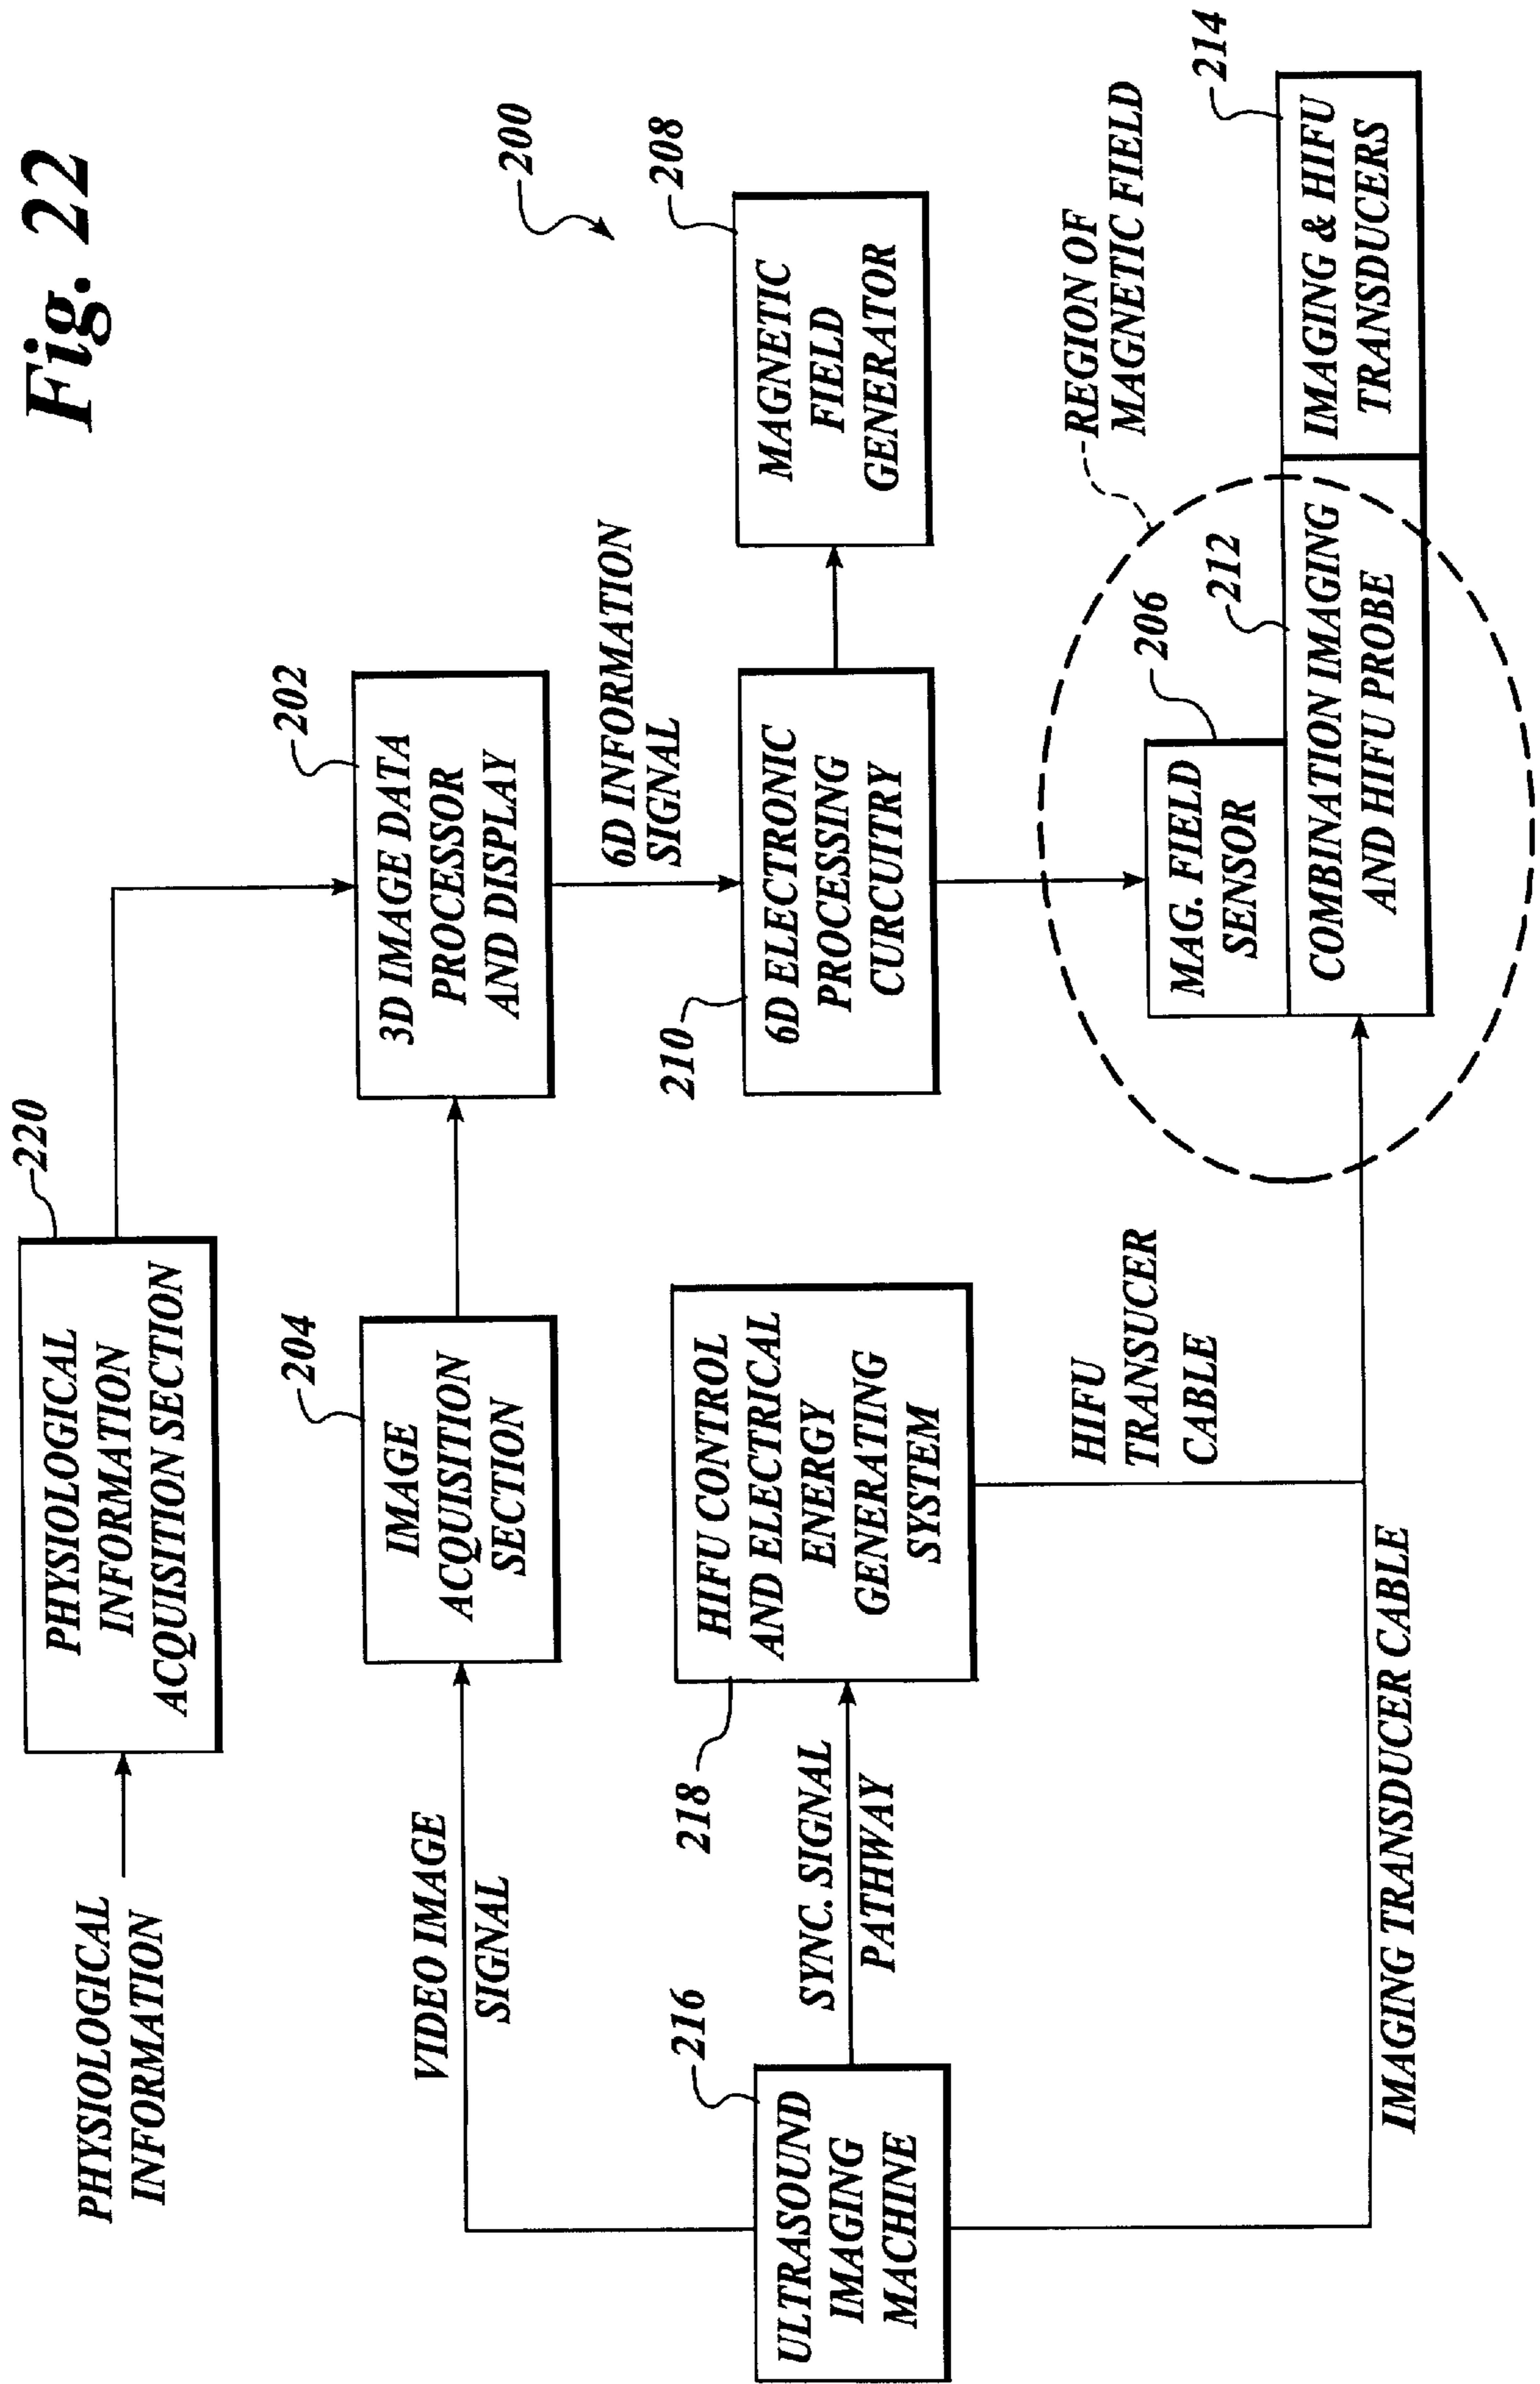 Fig. 22
PHYSIOLOGICAL
INFORMATION
PHYSIOLOGICAL
INFORMATION
ACQUISITION SECTION
220
VIDEO IMAGE
SIGNAL
IMAGE
ACQUISITION
SECTION
204
3D IMAGE DATA
PROCESSOR
AND DISPLAY
202
200
6D INFORMATION
SIGNAL
ULTRASOUND
IMAGING
MACHINE
216
SYNC. SIGNAL
PATHWAY
HIFU CONTROL
AND ELECTRICAL
ENERGY
GENERATING
SYSTEM
218
6D ELECTRONIC
PROCESSING
CURCUITRY
210
MAGNETIC
FIELD
GENERATOR
208
HIFU
TRANSUCER
CABLE
REGION OF
MAGNETIC FIELD
MAG. FIELD
SENSOR
206
212
COMBINATION IMAGING
AND HIFU PROBE
IMAGING & HIFU
TRANSDUCERS
214
IMAGING TRANSDUCER CABLE